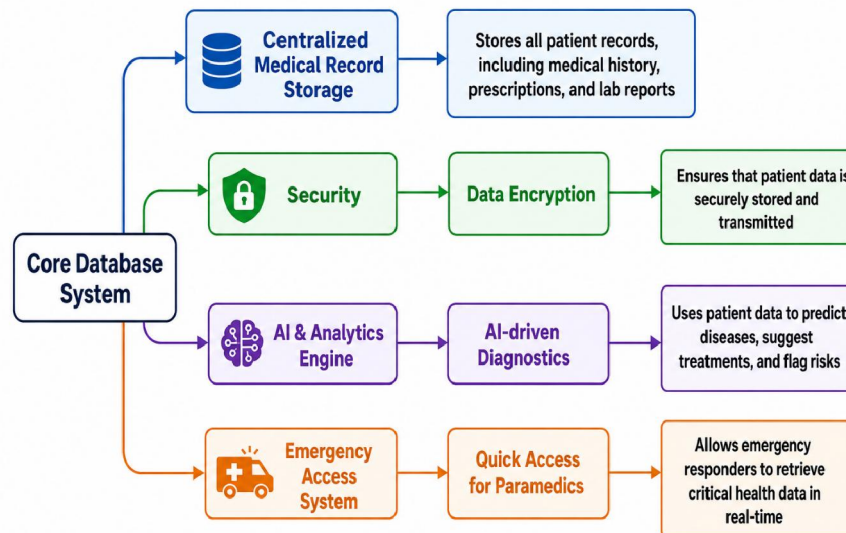 Centralized
Medical Record
Storage
Stores all patient records,
including medical history,
prescriptions, and lab reports
Security
Data Encryption
Ensures that patient data is
securely stored and
transmitted
Core Database
System
AI & Analytics
Engine
AI-driven
Diagnostics
Uses patient data to predict
diseases, suggest
treatments, and flag risks
Emergency
Access
System
Quick Access
for Paramedics
Allows emergency
responders to retrieve
critical health data in
real-time